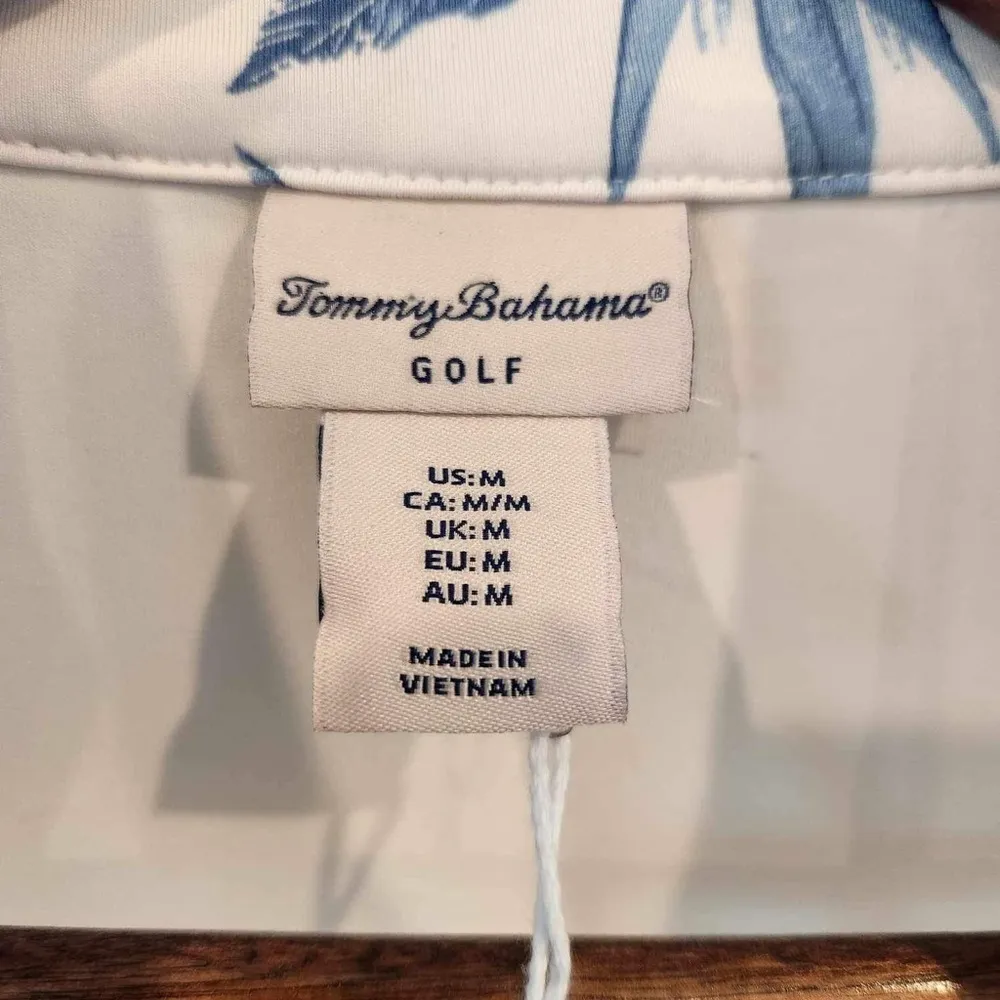 Tommy Bahama®
GOLF
US: M
CA: M/M
UK: M
EU: M
AU: M
MADE IN
VIETNAM